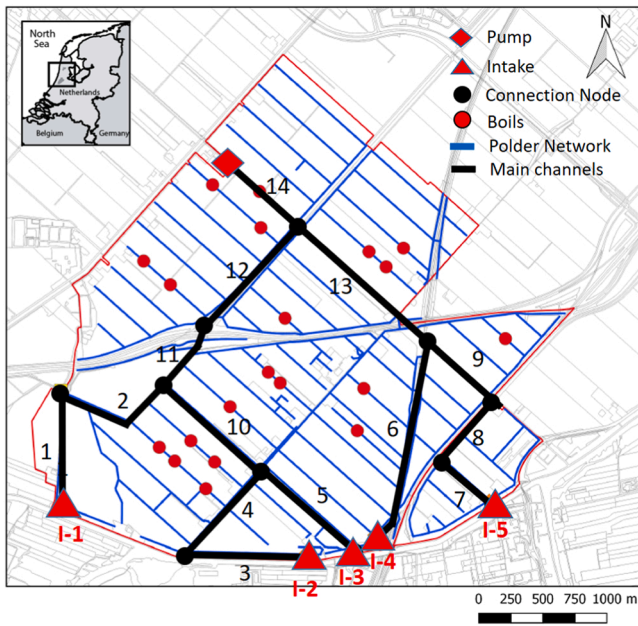 North
Sea
Netherlands
Belgium
Germany
N
Pump
Intake
Connection Node
Boils
Polder Network
Main channels
14
12
13
11
9
2
10
6
8
1
5
7
4
I-1
I-5
3
I-2
I-3
I-4
0 250 500 750 1000 m